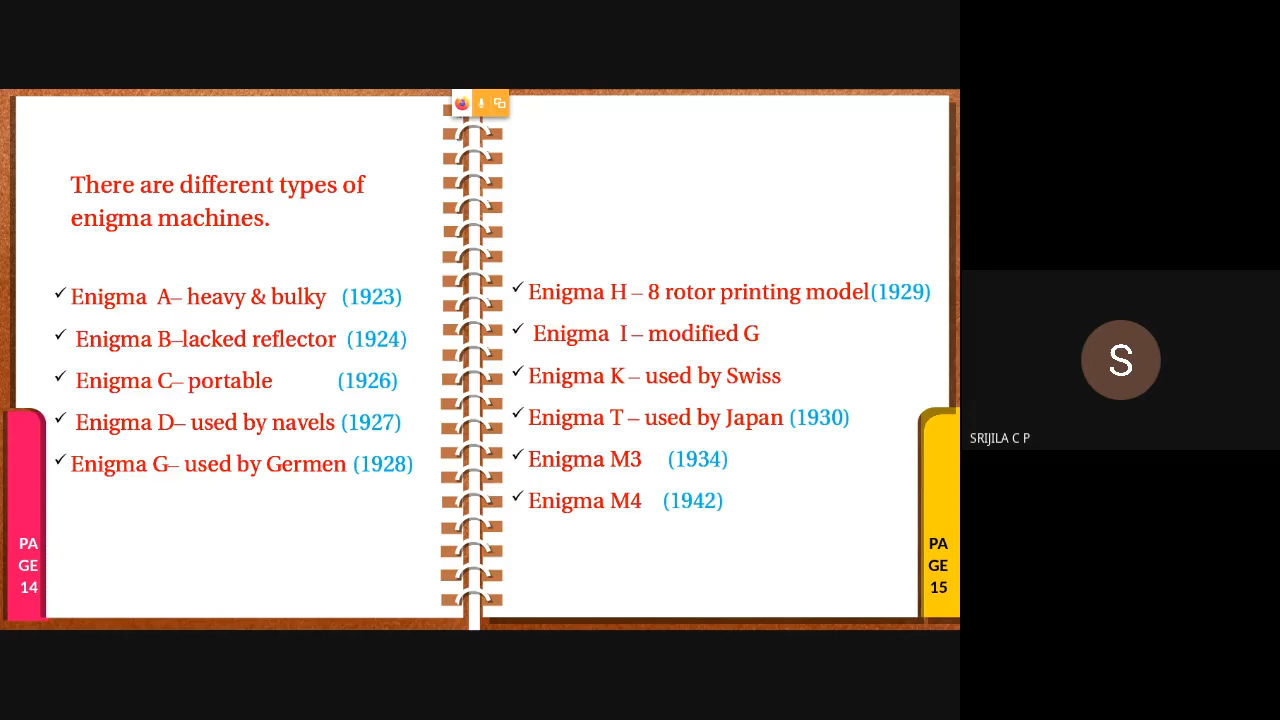 There are different types of
enigma machines.
Enigma A– heavy & bulky (1923)
Enigma B–lacked reflector (1924)
Enigma C– portable (1926)
Enigma D– used by navels (1927)
Enigma G– used by Germen (1928)
PA
GE
14
Enigma H – 8 rotor printing model(1929)
Enigma I – modified G
Enigma K – used by Swiss
Enigma T – used by Japan (1930)
Enigma M3 (1934)
Enigma M4 (1942)
PA
GE
15
S
SRIJILA C P